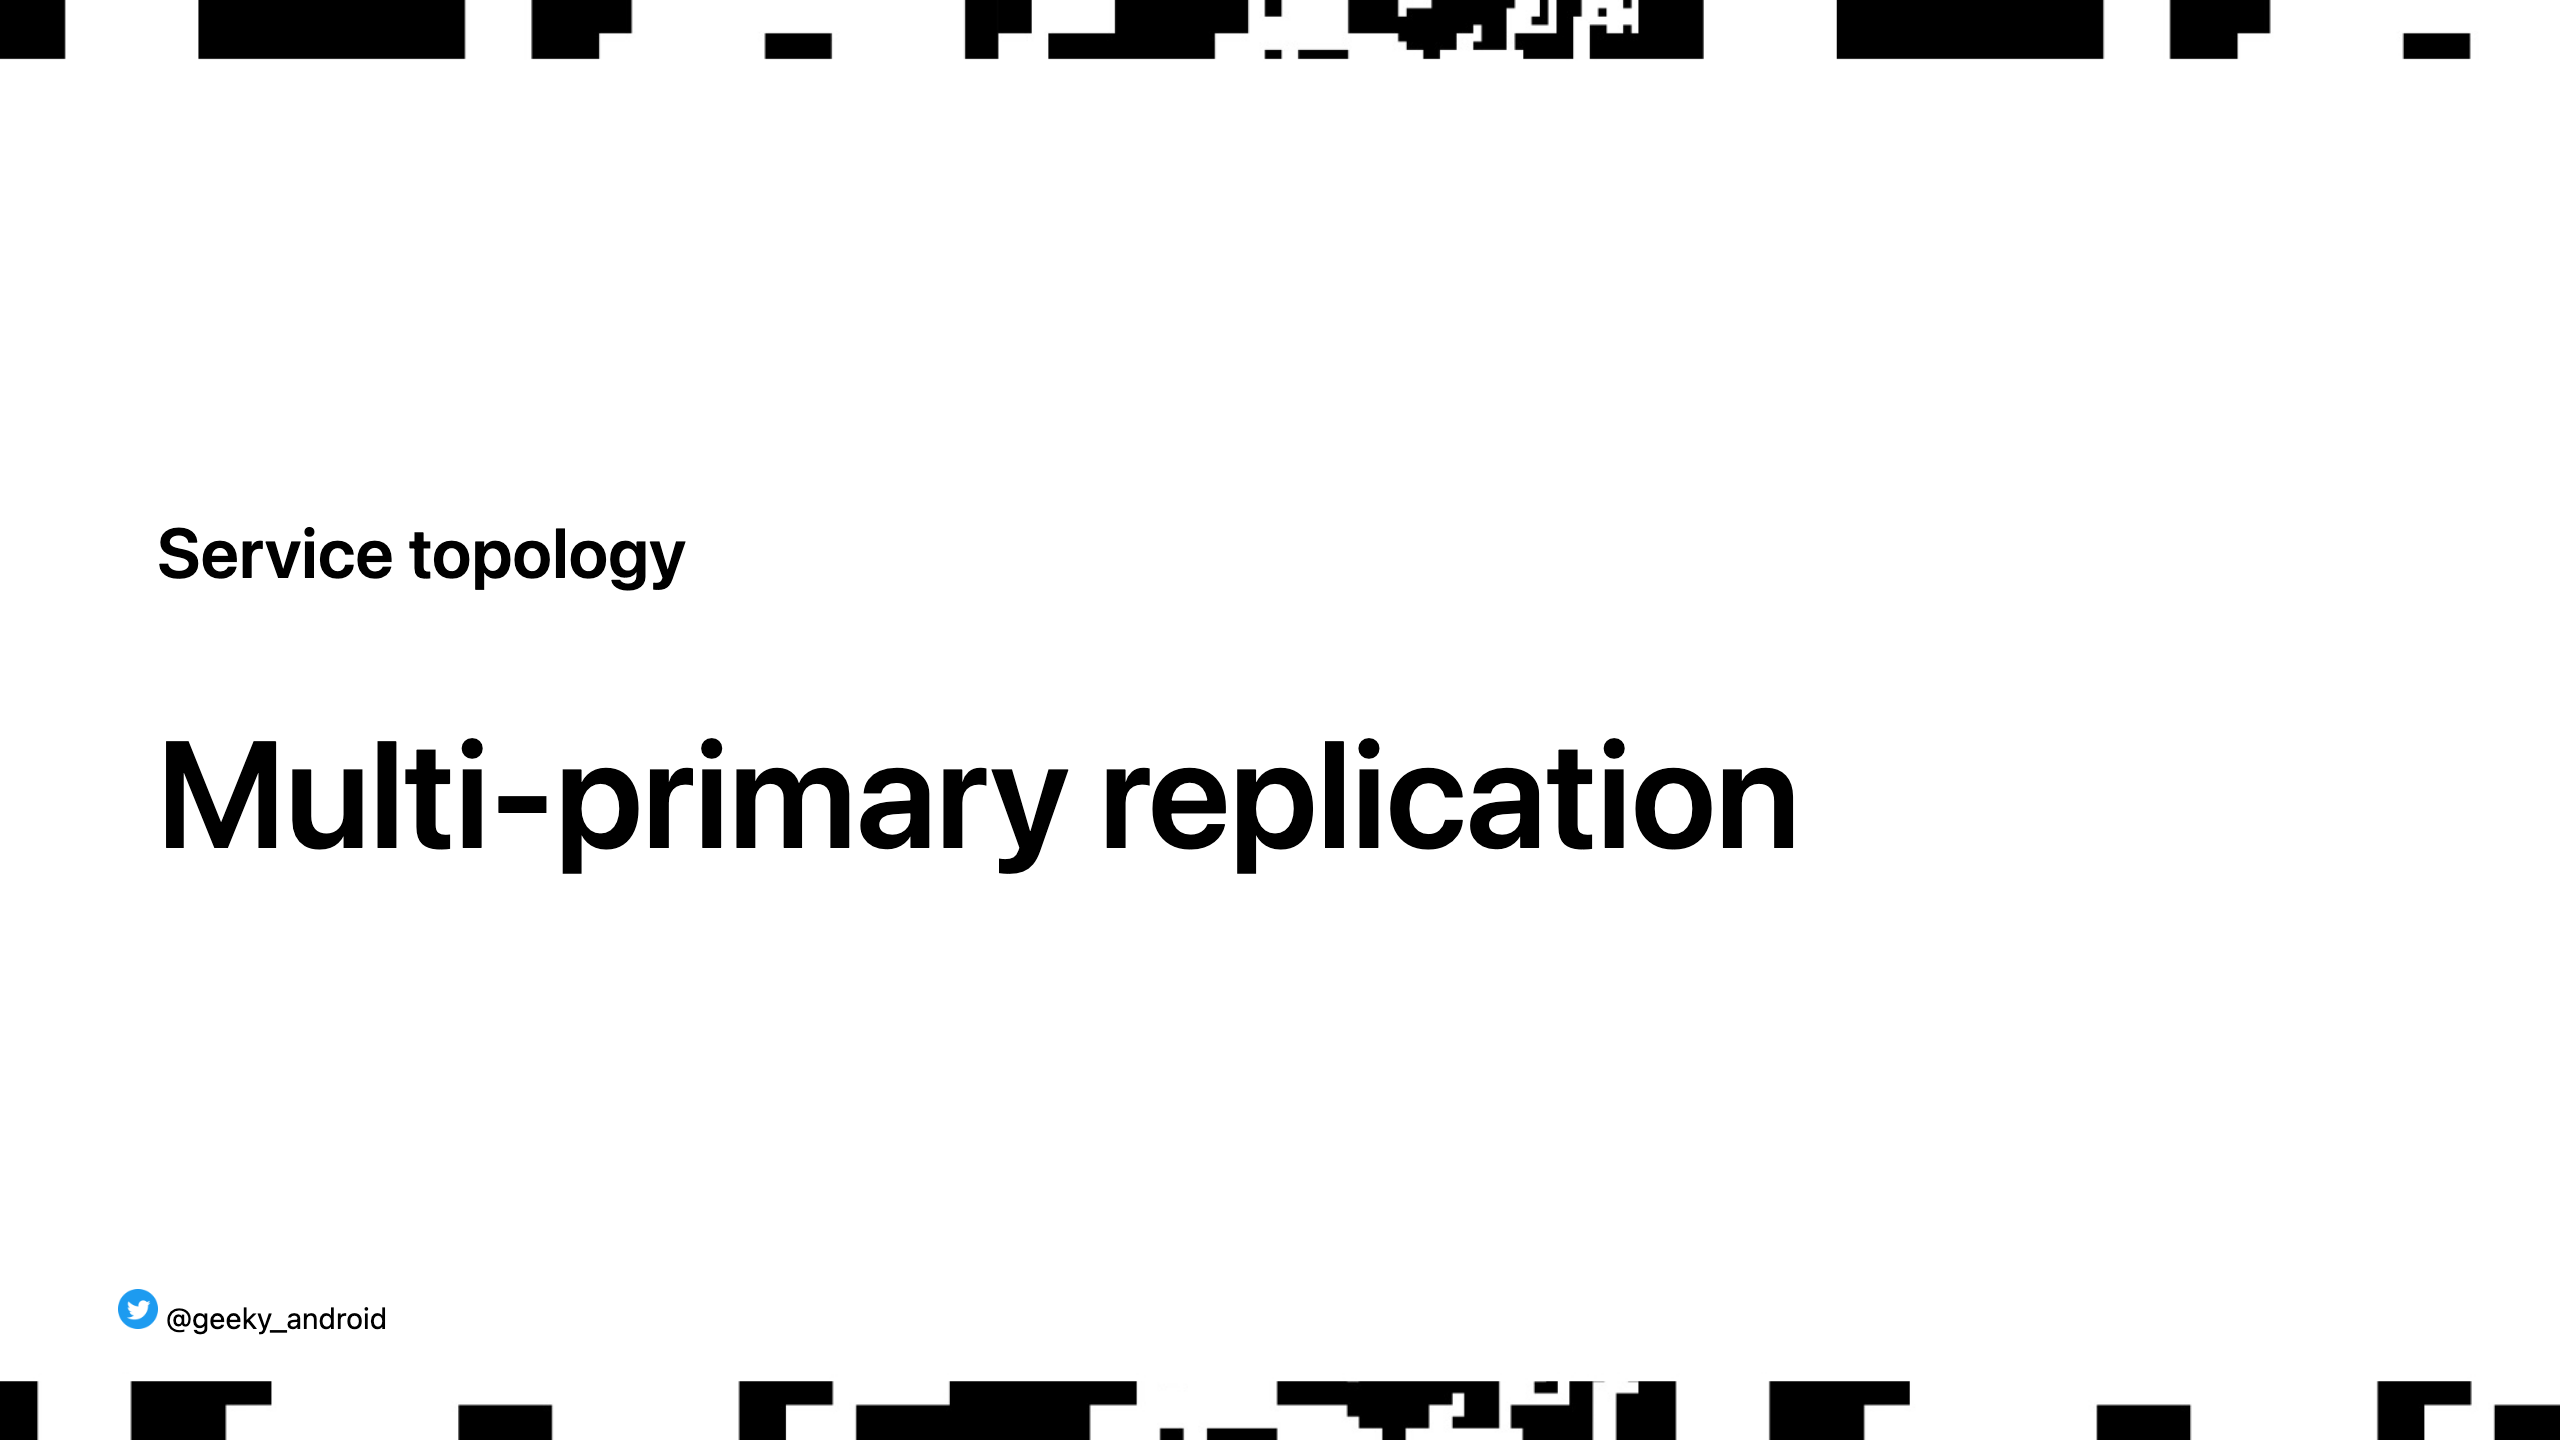 Service topology
Multi-primary replication
@geeky_android